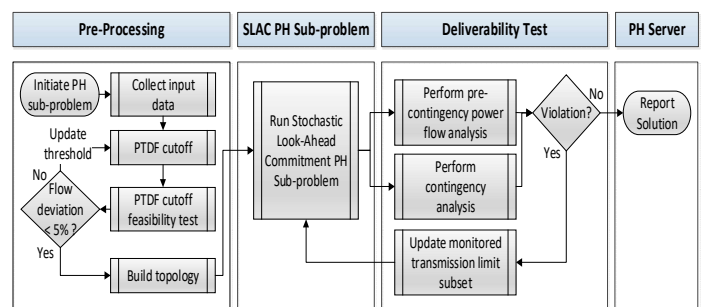 Pre-Processing
SLAC PH Sub-problem
Deliverability Test
PH Server
Initiate PH
sub-problem
Collect input
data
Update
threshold
PTDF cutoff
No
Flow
deviation
< 5% ?
PTDF cutoff
feasibility test
Yes
Build topology
Run Stochastic
Look-Ahead
Commitment PH
Sub-problem
Perform pre-
contingency power
flow analysis
Perform
contingency
analysis
Update monitored
transmission limit
subset
Violation?
No
Yes
Report
Solution